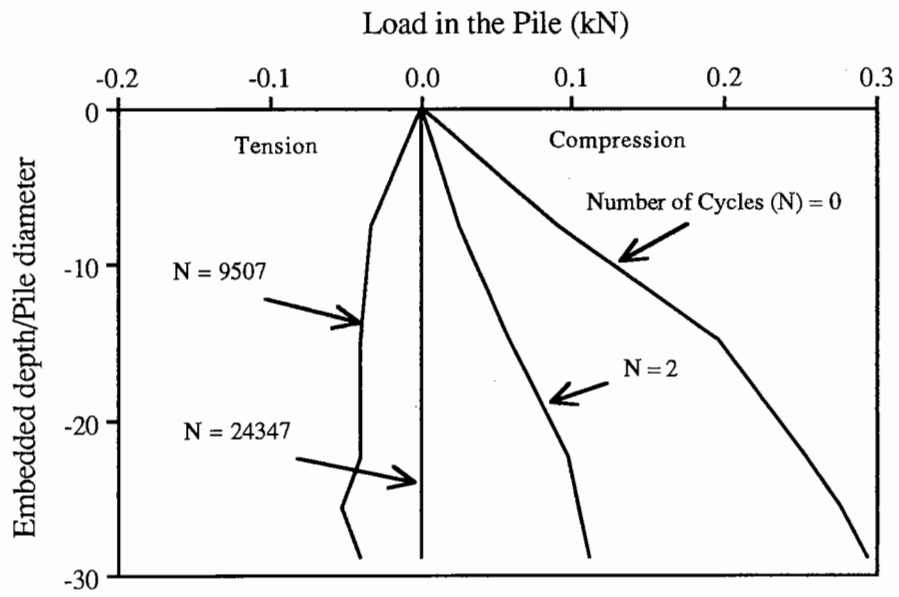 Load in the Pile (kN)
-0.2 -0.1 0.0 0.1 0.2 0.3
0
Tension Compression
Number of Cycles (N) = 0
-10
N = 9507
N = 2
-20
N = 24347
-30
Embedded depth/Pile diameter